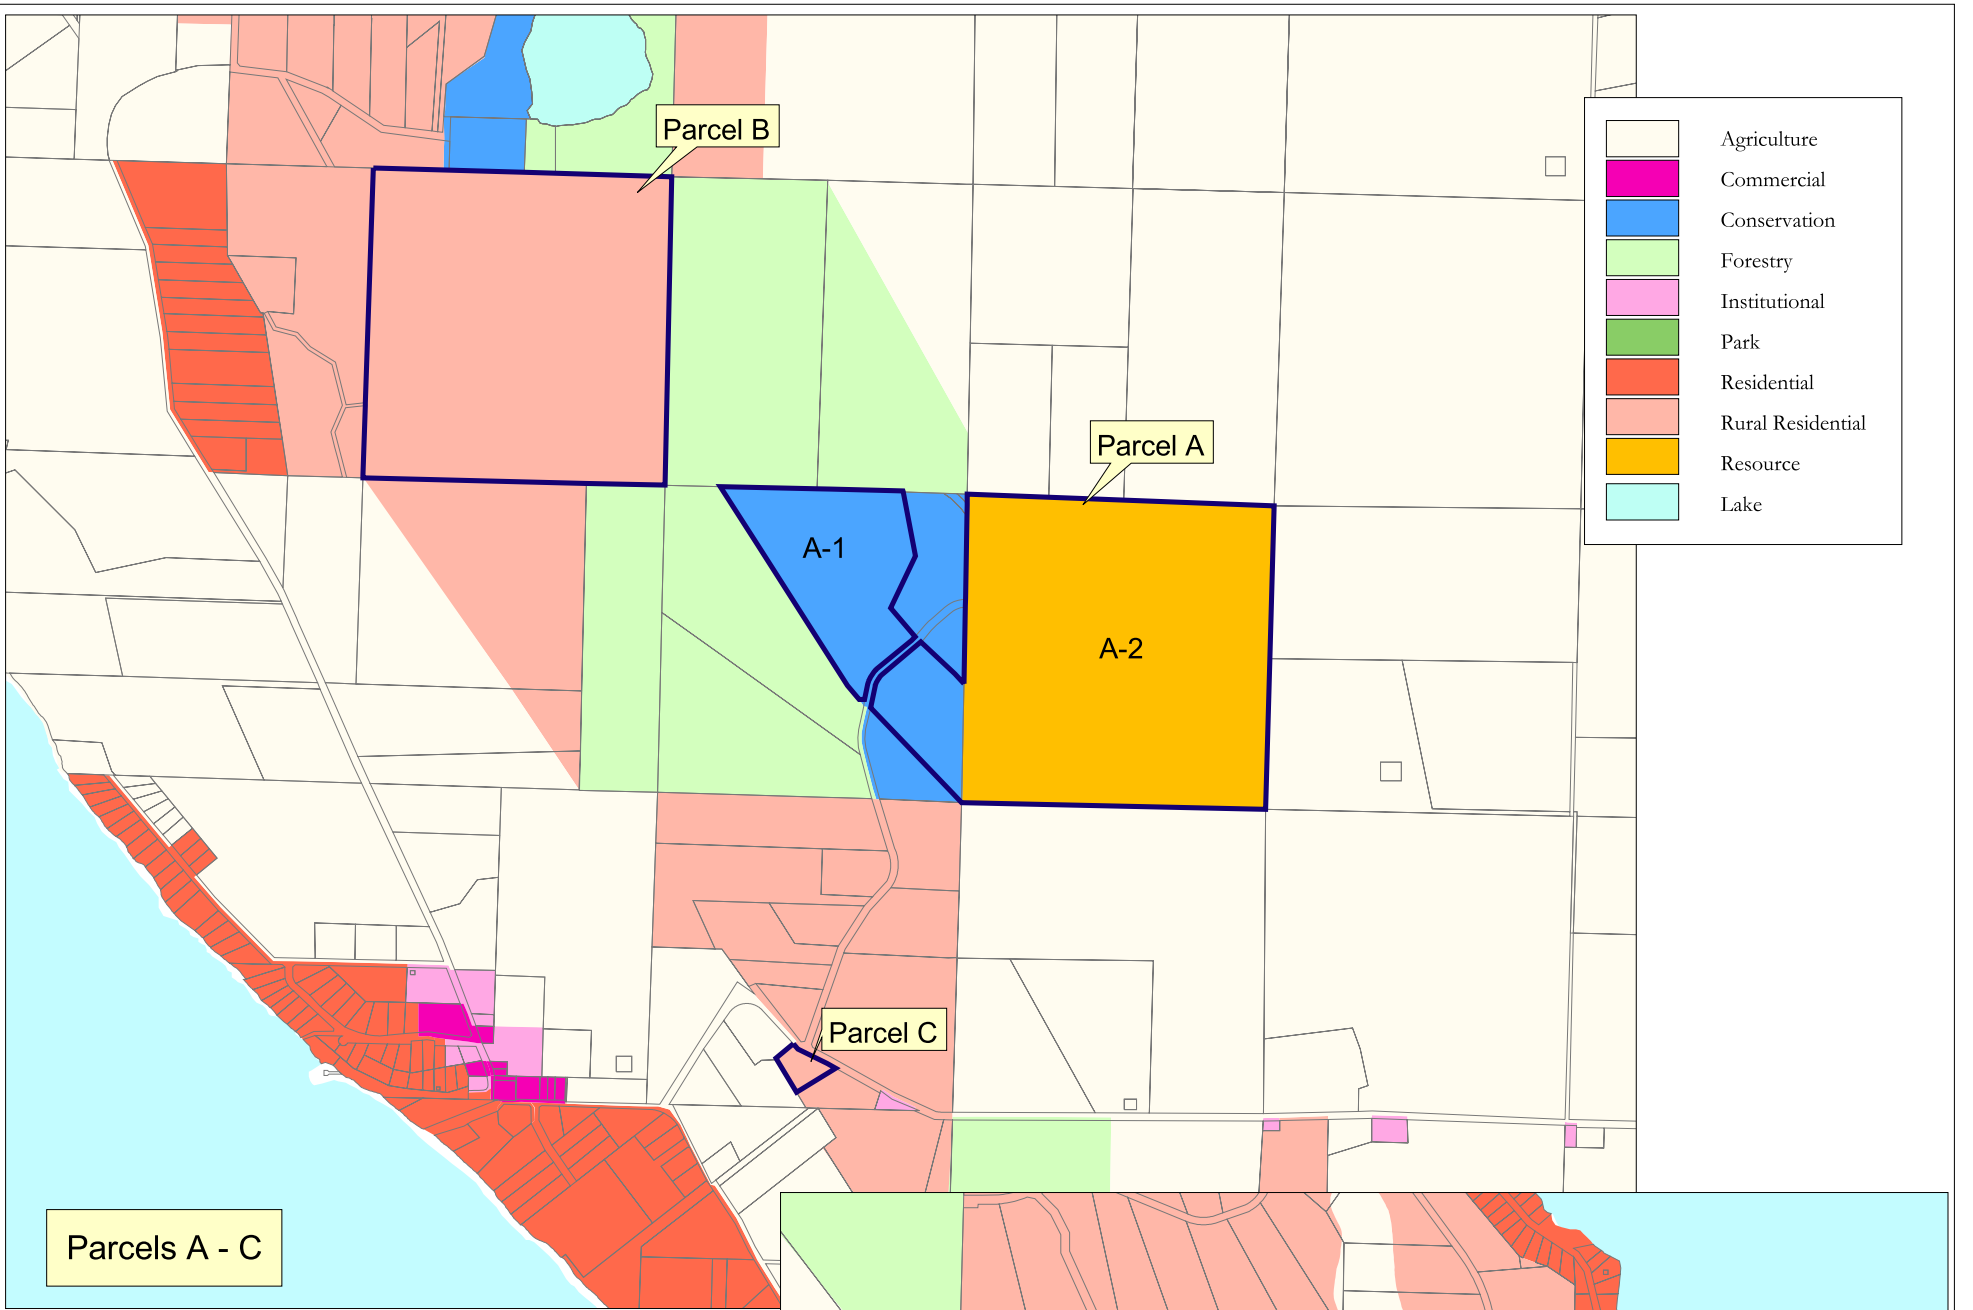 Parcel B
Agriculture
Commercial
Conservation
Forestry
Institutional
Park
Residential
Rural Residential
Resource
Lake
Parcel A
A-1
A-2
Parcel C
Parcels A - C